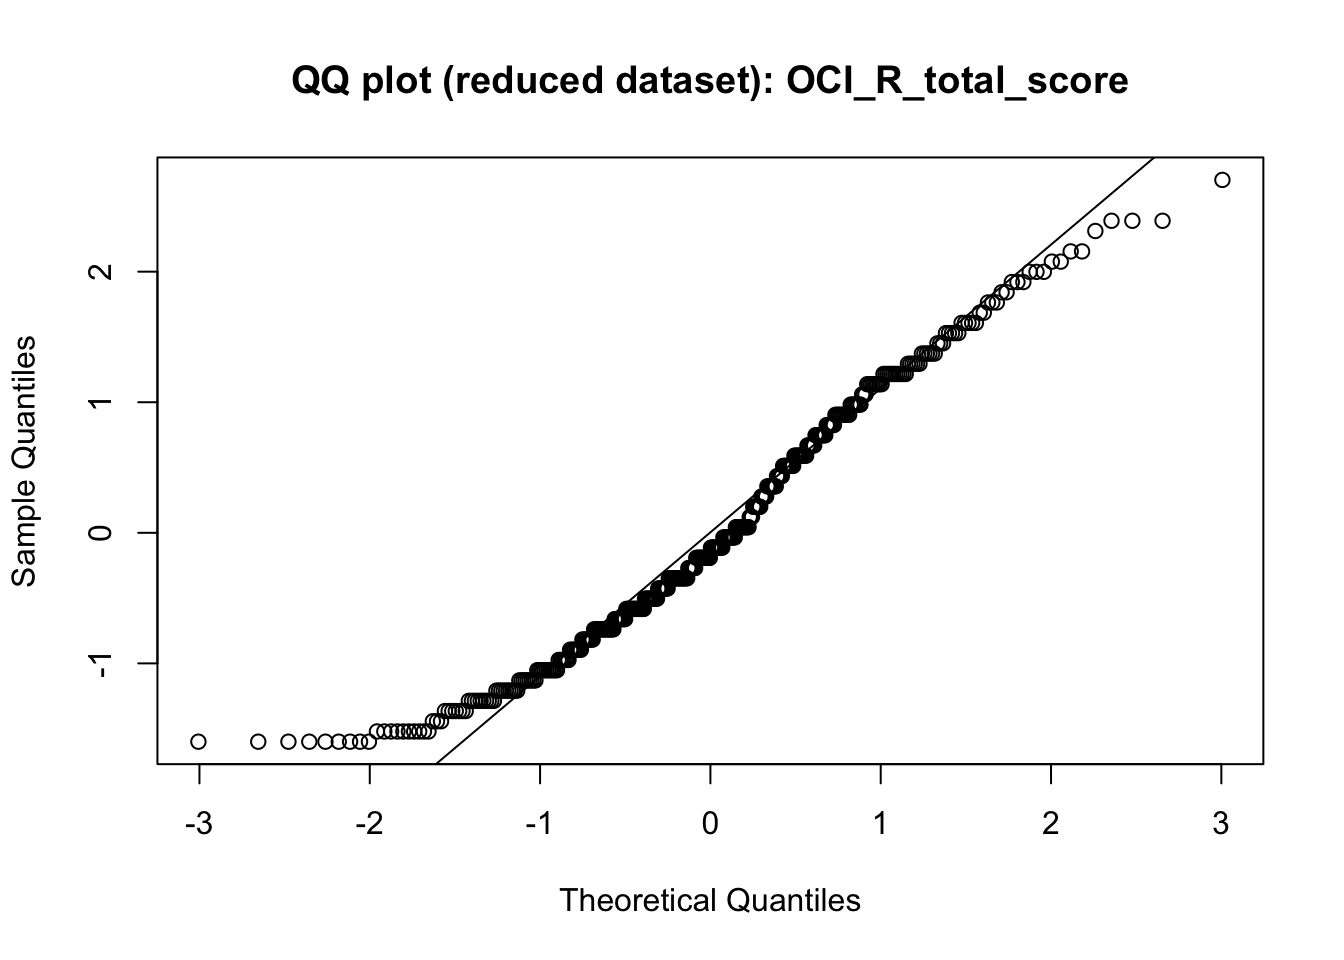 QQ plot (reduced dataset): OCI_R_total_score
Sample Quantiles
2
1
0
-1
-3 -2 -1 0 1 2 3
Theoretical Quantiles